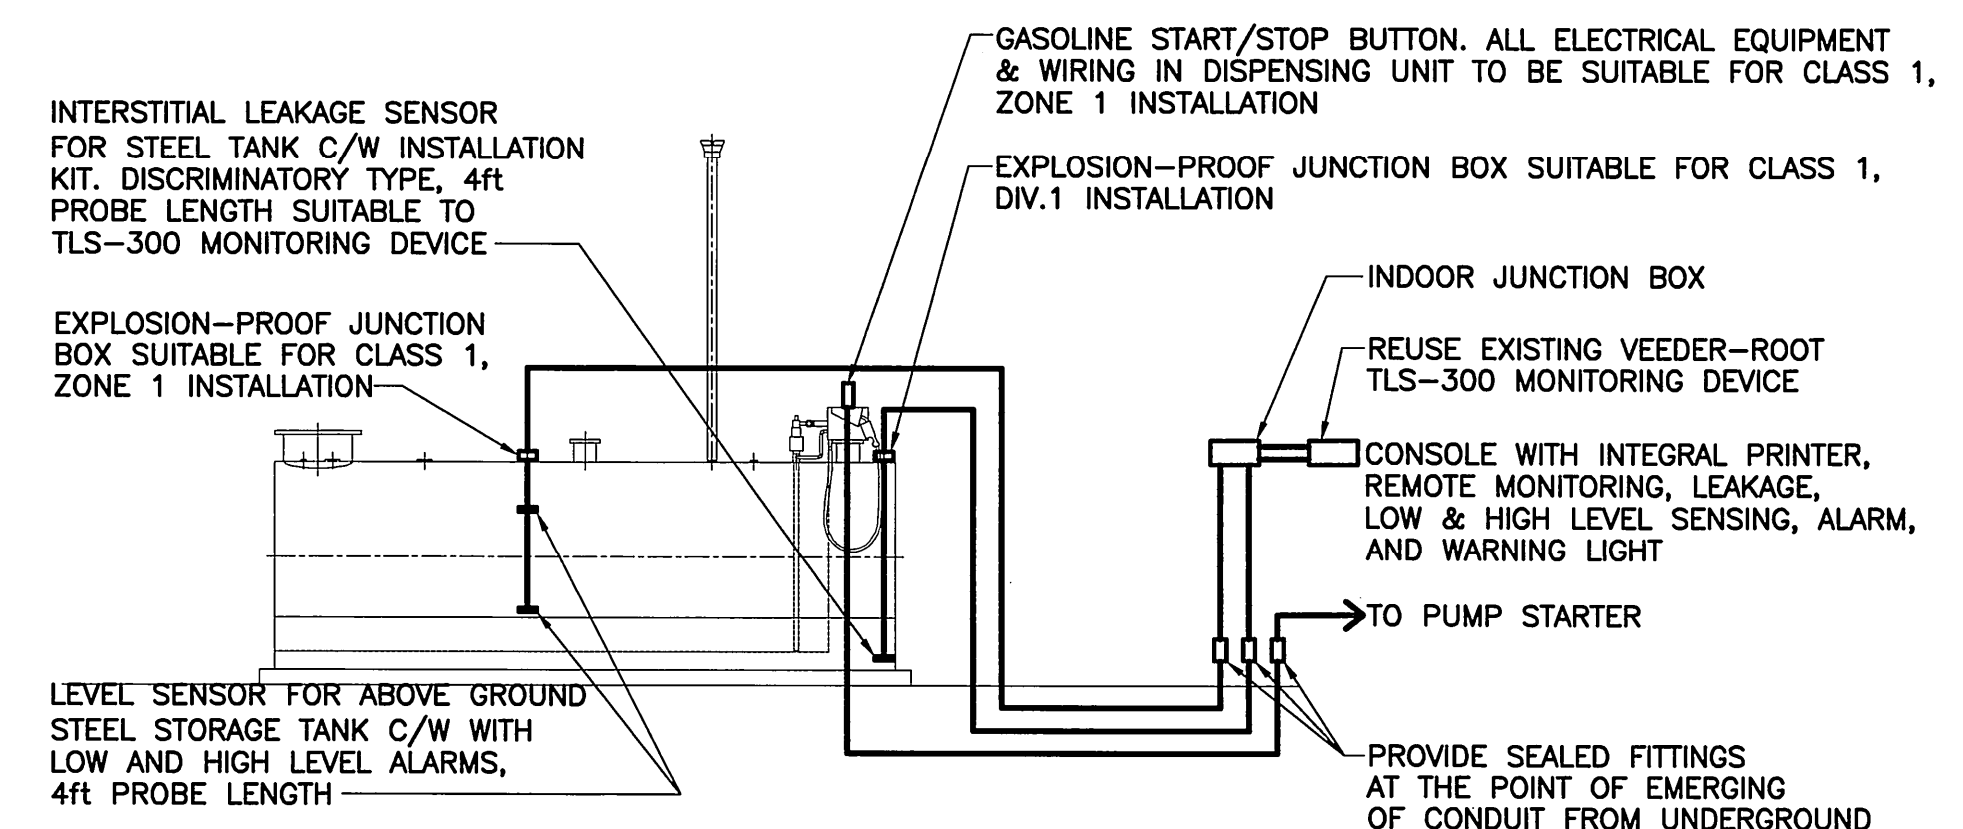 GASOLINE START/STOP BUTTON. ALL ELECTRICAL EQUIPMENT
& WIRING IN DISPENSING UNIT TO BE SUITABLE FOR CLASS 1,
ZONE 1 INSTALLATION
INTERSTITIAL LEAKAGE SENSOR
FOR STEEL TANK C/W INSTALLATION
KIT. DISCRIMINATORY TYPE, 4ft
PROBE LENGTH SUITABLE TO
TLS-300 MONITORING DEVICE
EXPLOSION-PROOF JUNCTION BOX SUITABLE FOR CLASS 1,
DIV.1 INSTALLATION
INDOOR JUNCTION BOX
EXPLOSION-PROOF JUNCTION
BOX SUITABLE FOR CLASS 1,
ZONE 1 INSTALLATION
REUSE EXISTING VEEDER-ROOT
TLS-300 MONITORING DEVICE
CONSOLE WITH INTEGRAL PRINTER,
REMOTE MONITORING, LEAKAGE,
LOW & HIGH LEVEL SENSING, ALARM,
AND WARNING LIGHT
TO PUMP STARTER
LEVEL SENSOR FOR ABOVE GROUND
STEEL STORAGE TANK C/W WITH
LOW AND HIGH LEVEL ALARMS,
4ft PROBE LENGTH
PROVIDE SEALED FITTINGS
AT THE POINT OF EMERGING
OF CONDUIT FROM UNDERGROUND